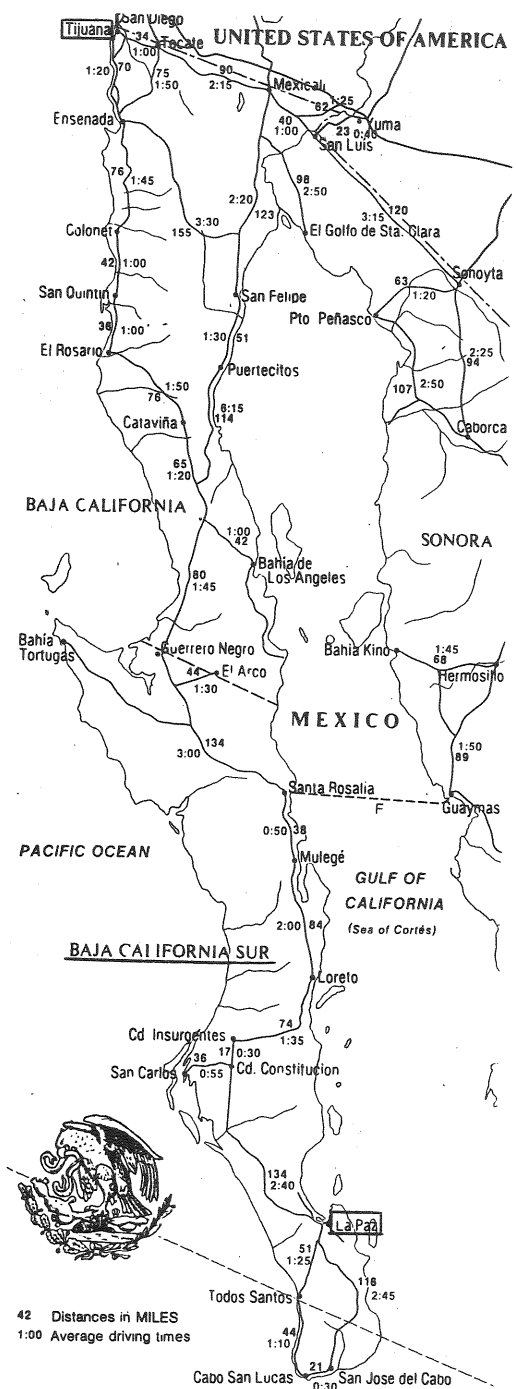 San Diego
Tijuana
34
1:00
Tecate
UNITED STATES OF AMERICA
1:20
70
75
1:50
90
2:15
Mexicali
1:25
62
Yuma
40
1:00
23
0:40
San Luis
Ensenada
76
1:45
98
2:50
2:20
123
3:30
155
El Golfo de Sta. Clara
120
3:15
Colonet
42
1:00
San Quintin
San Felipe
Sonoyta
63
1:20
Pto Peñasco
36
1:00
1:30
51
El Rosario
Puertecitos
1:50
76
2:25
94
107
2:50
6:15
114
Cataviña
Caborca
65
1:20
BAJA CALIFORNIA
1:00
42
SONORA
Bahia de
Los Angeles
80
1:45
Bahía
Tortugas
Guerrero Negro
44
1:30
El Arco
Bahia Kino
1:45
68
Hermosillo
MEXICO
134
3:00
1:50
89
Santa Rosalia
F
Guaymas
0:50
38
PACIFIC OCEAN
Mulegé
GULF OF
CALIFORNIA
(Sea of Cortés)
2:00
84
BAJA CALIFORNIA SUR
Loreto
74
1:35
Cd Insurgentes
17
0:30
36
0:55
San Carlos
Cd. Constitucion
134
2:40
La Paz
51
1:25
116
2:45
Todos Santos
42 Distances in MILES
1:00 Average driving times
44
1:10
21
0:30
Cabo San Lucas
San Jose del Cabo